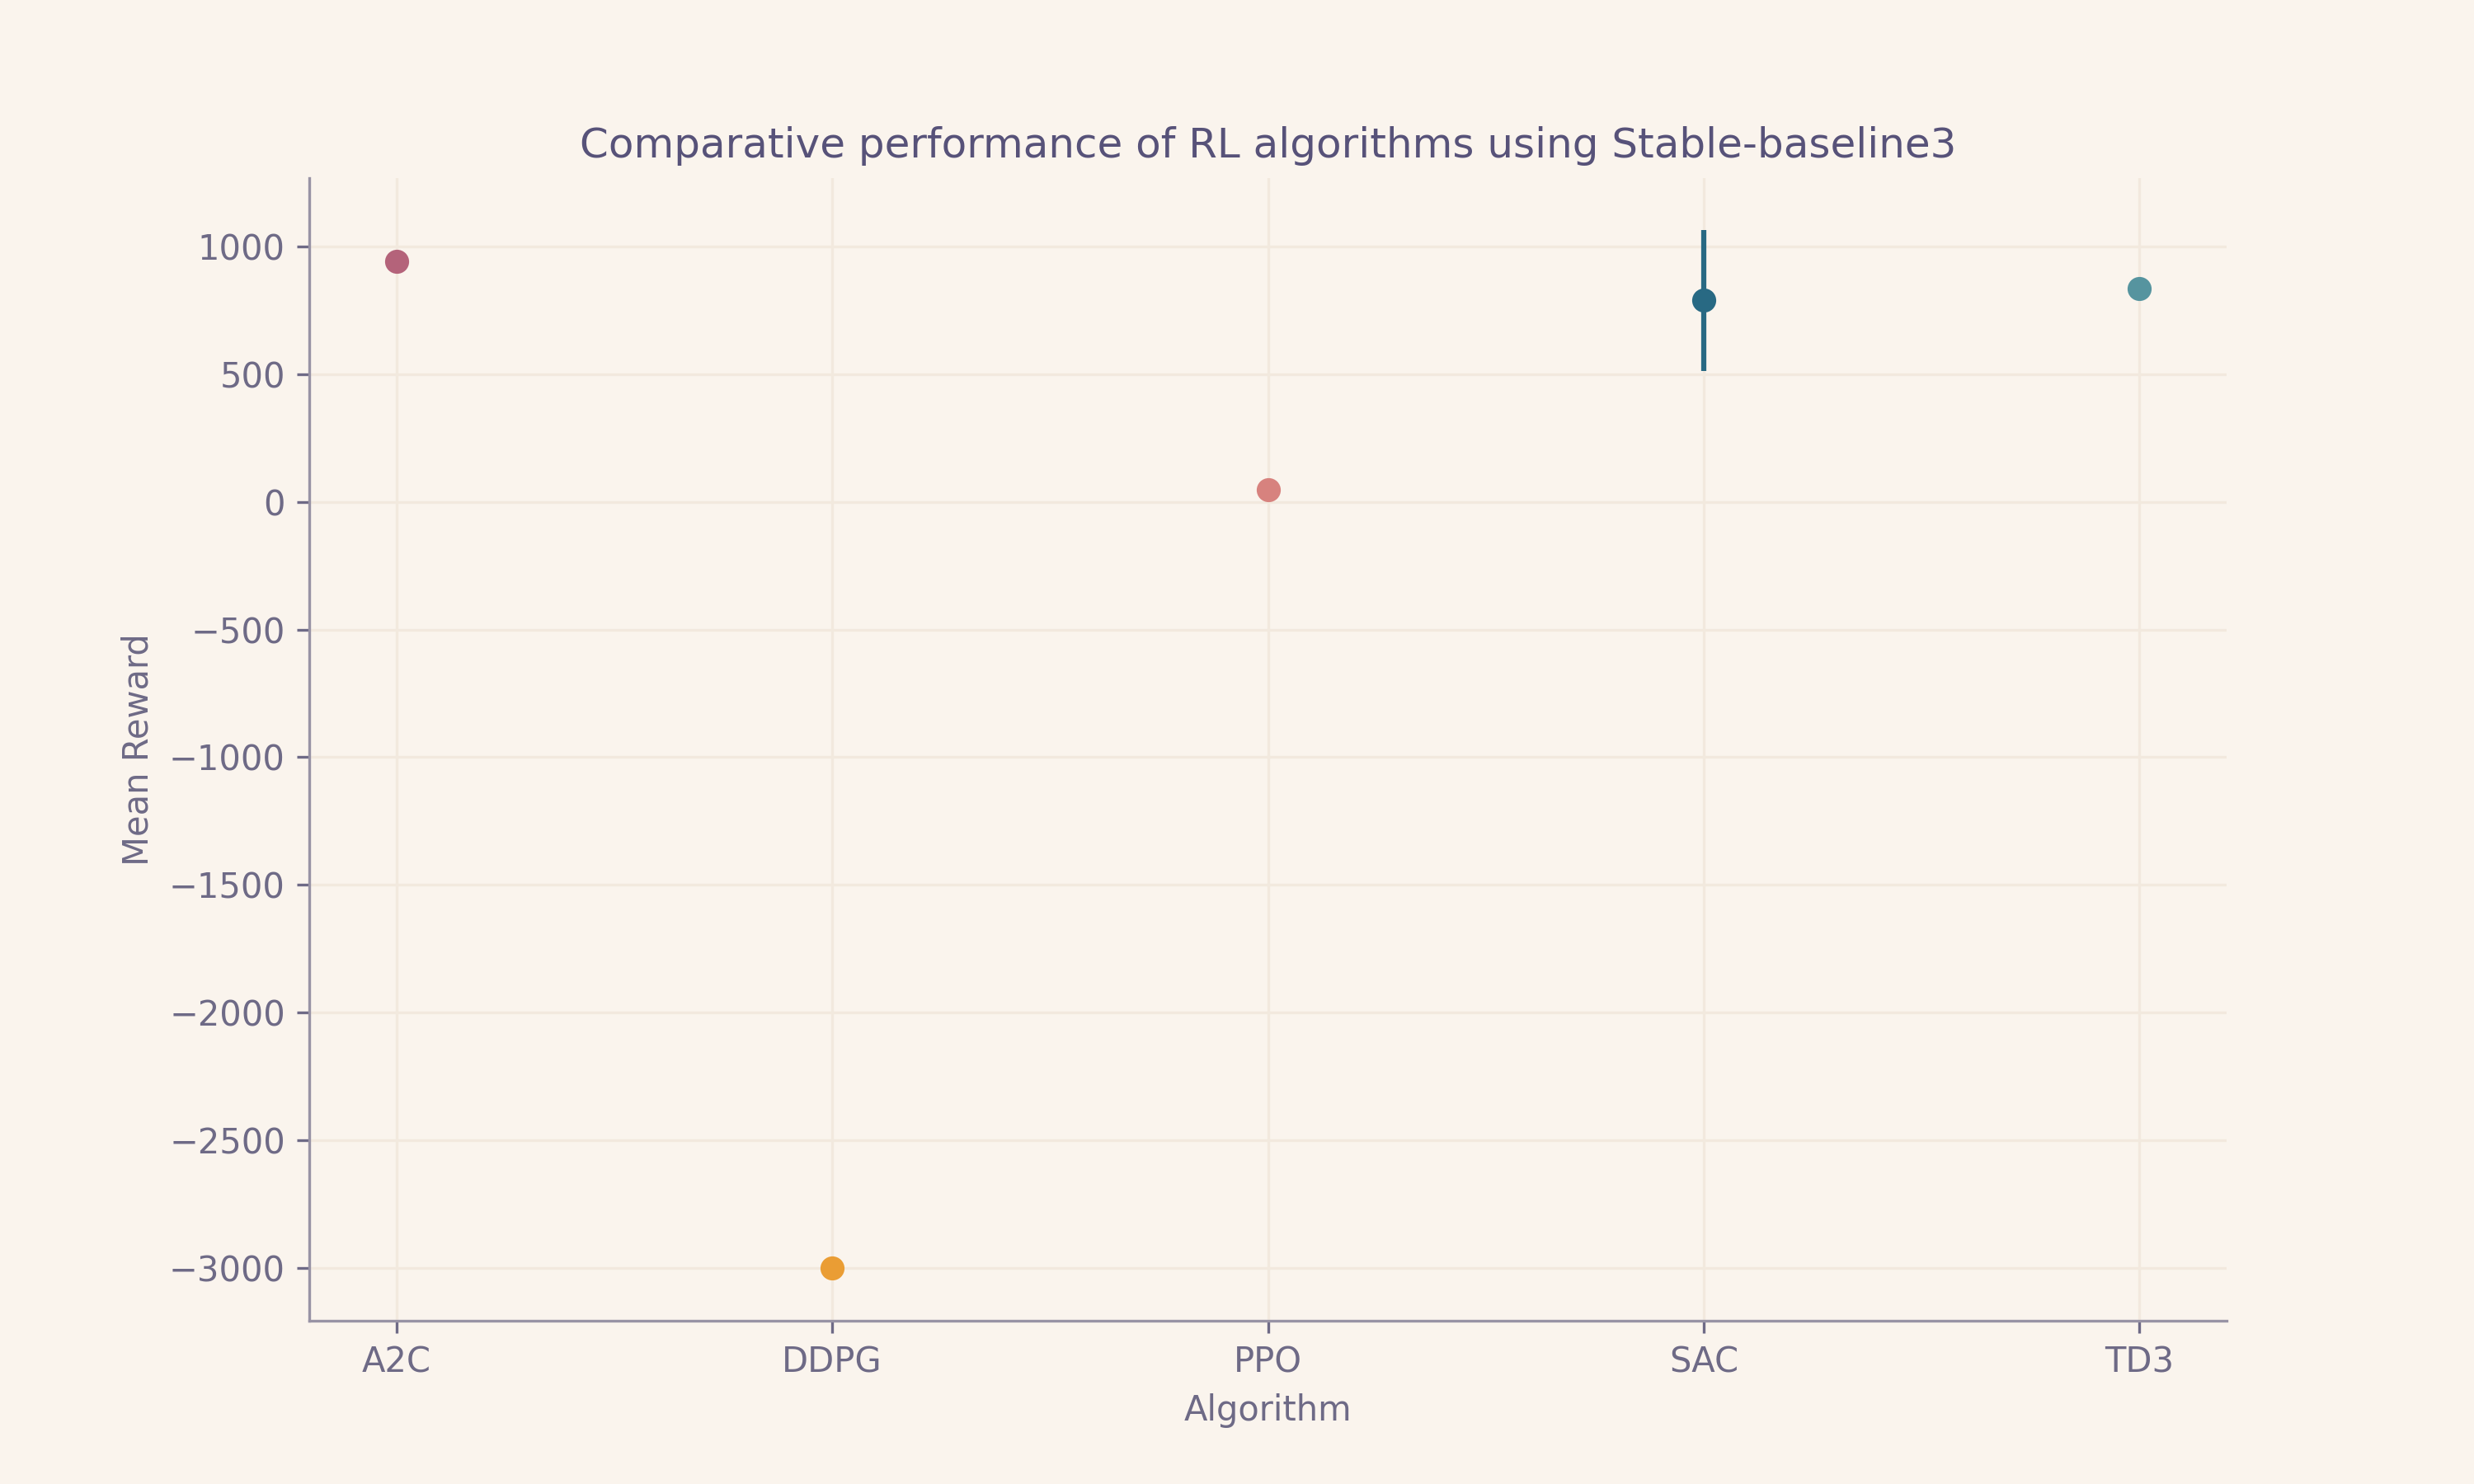 Comparative performance of RL algorithms using Stable-baseline3
1000
500
0
−500
−1000
−1500
−2000
−2500
−3000
Mean Reward
A2C DDPG PPO SAC TD3
Algorithm